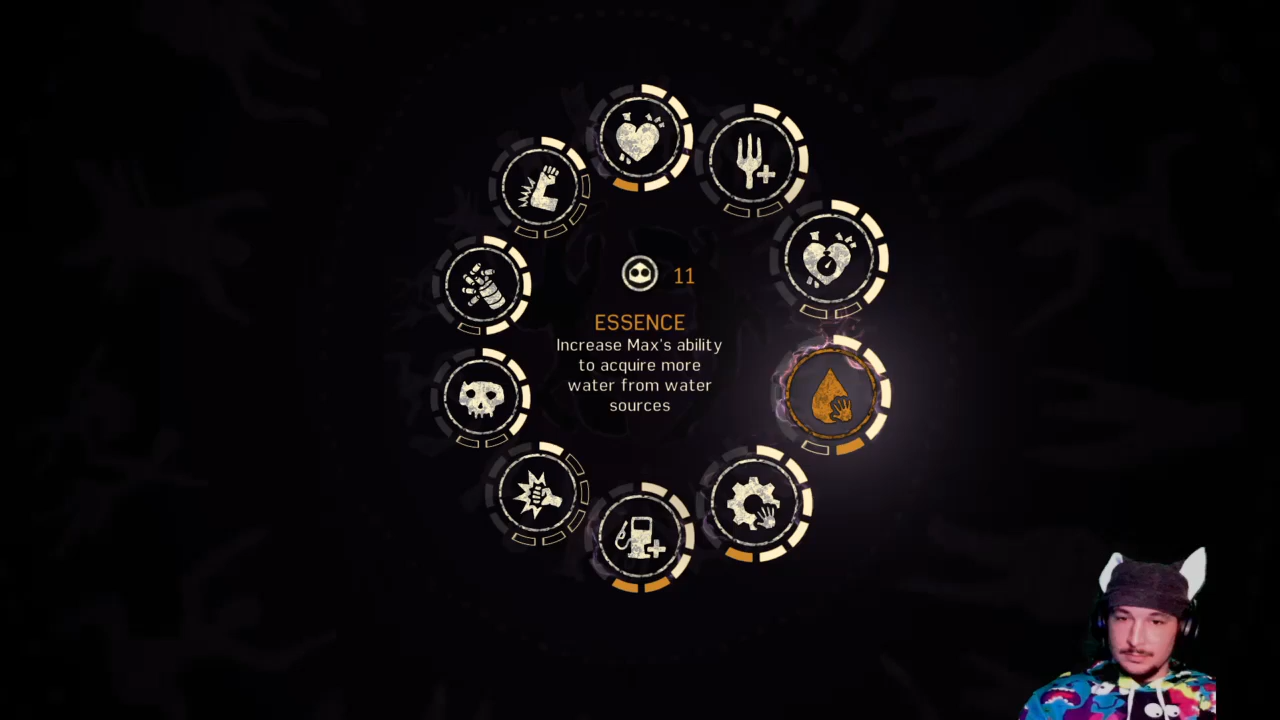 11
ESSENCE
Increase Max's ability
to acquire more
water from water
sources